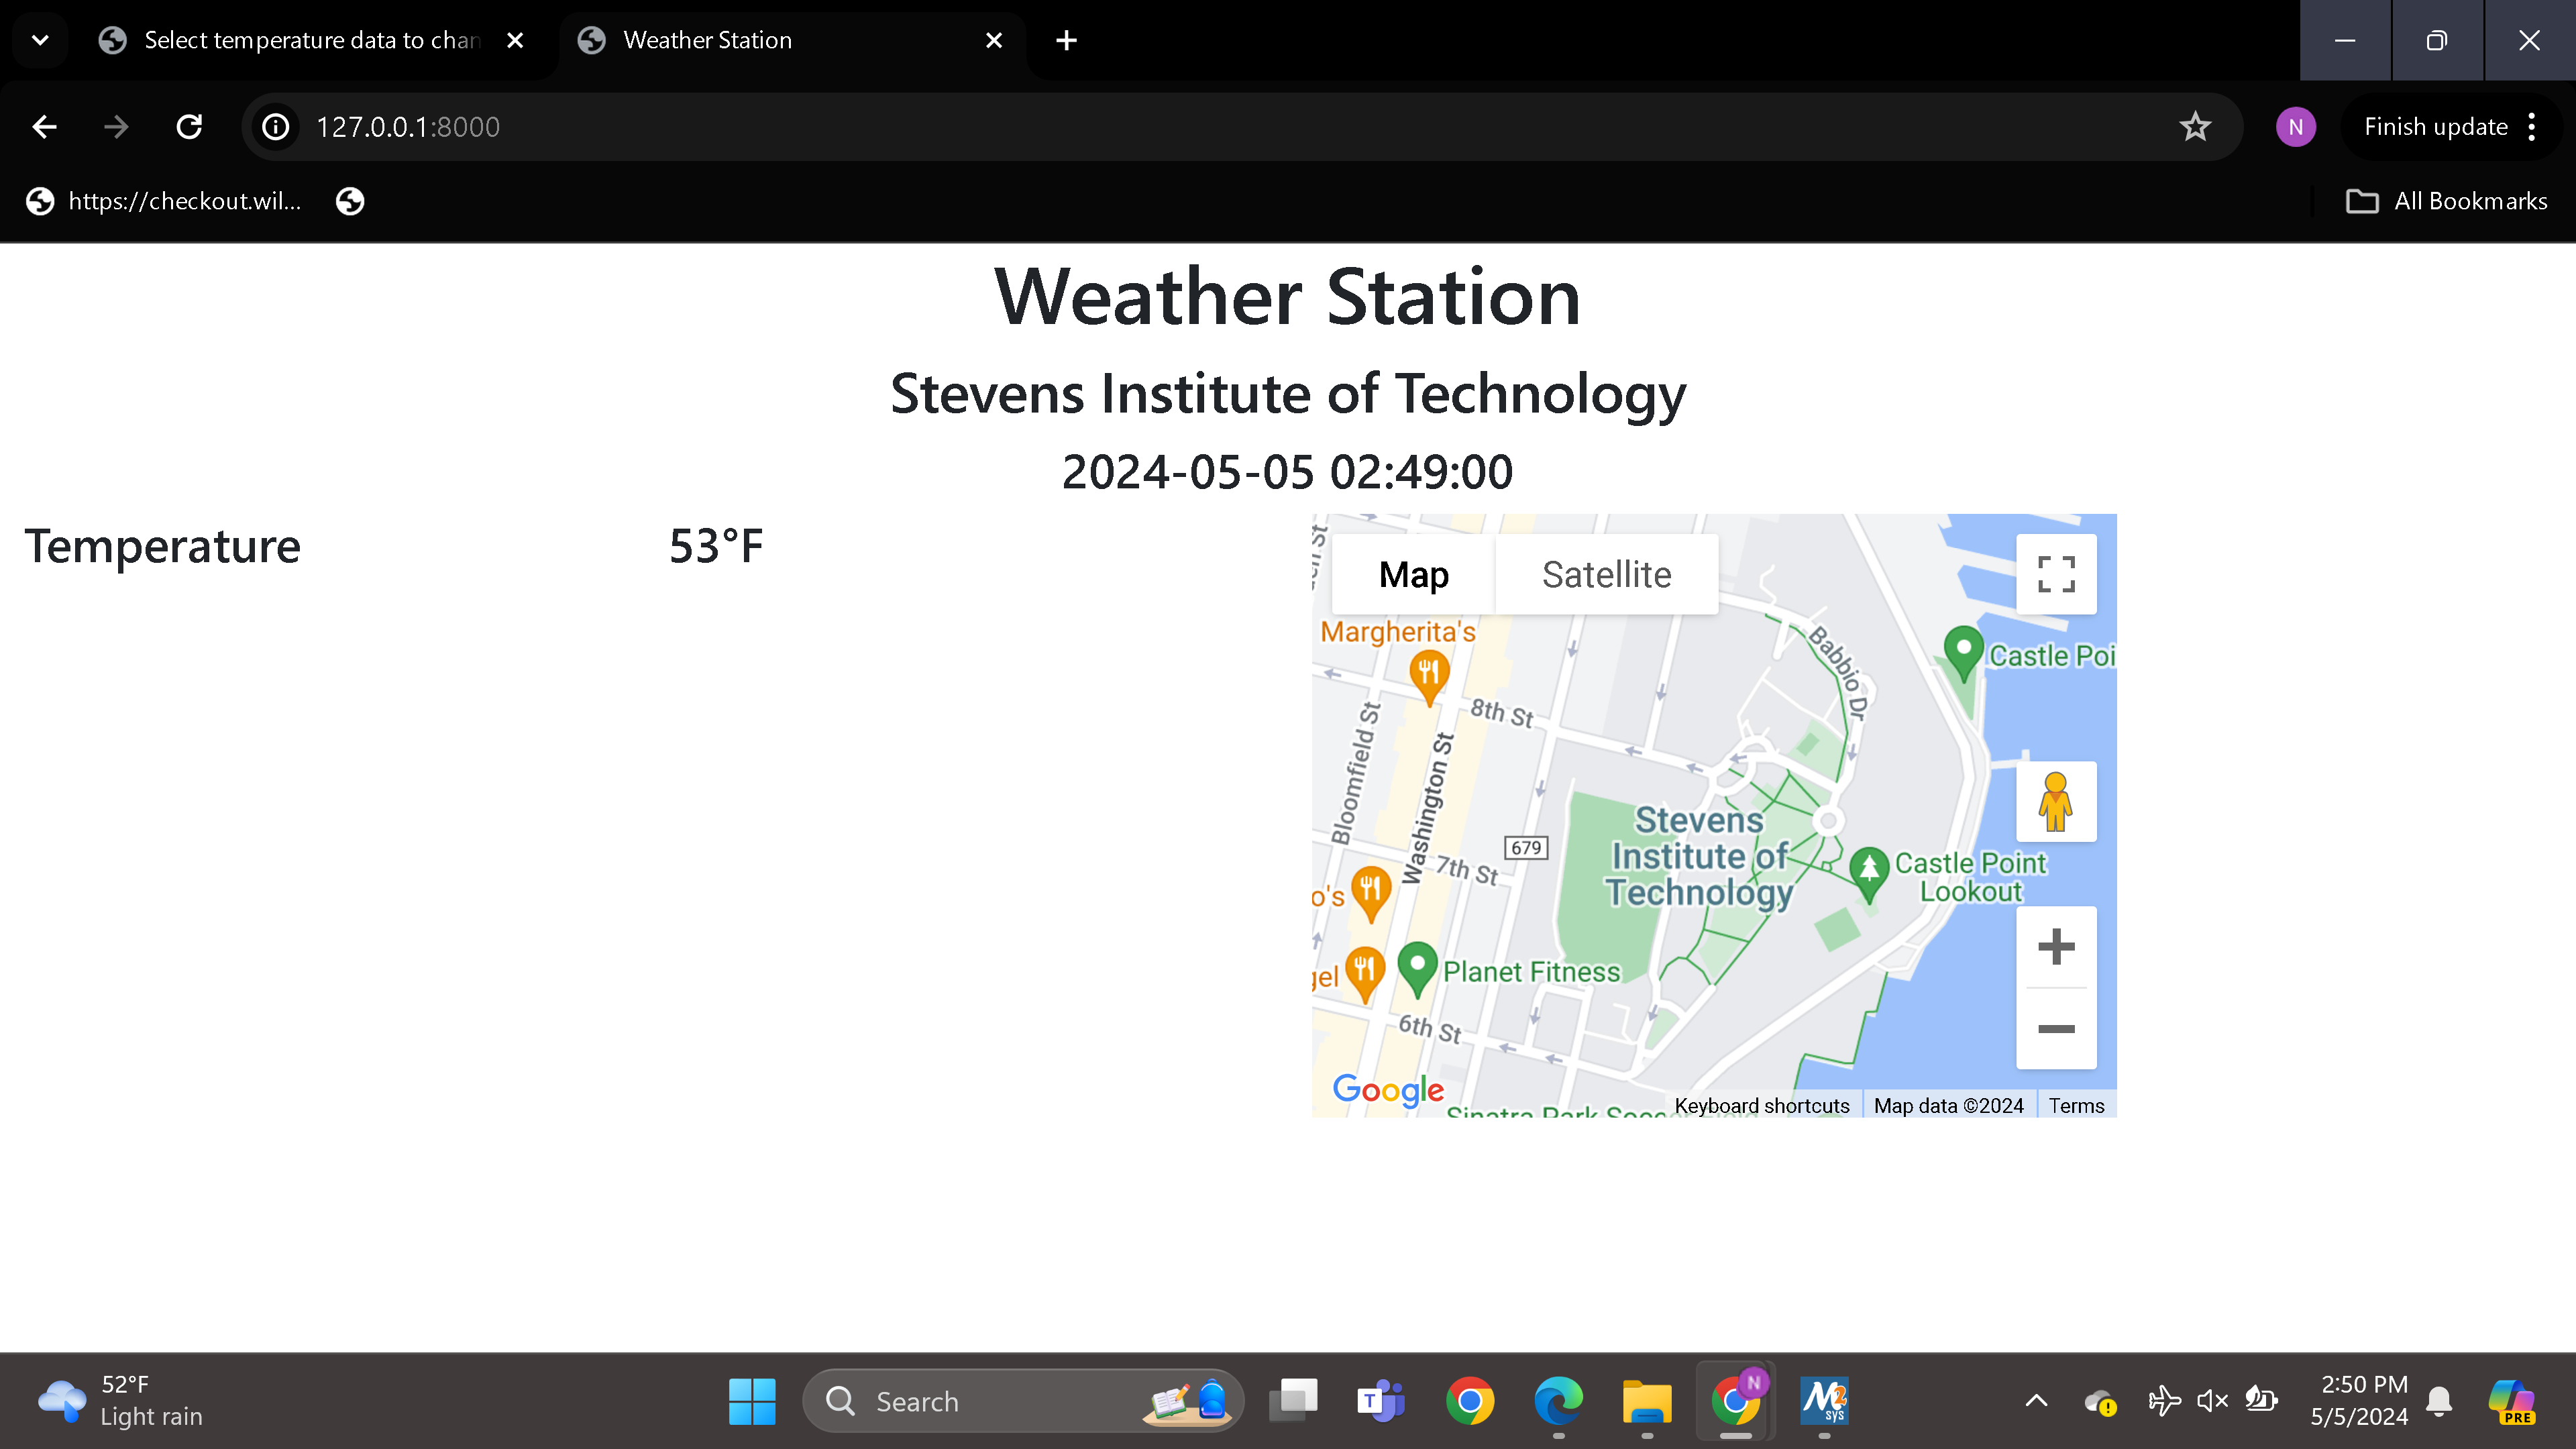 Select temperature data to chan
Weather Station
127.0.0.1:8000
Finish update
N
https://checkout.wil...
All Bookmarks
Weather Station
Stevens Institute of Technology
2024-05-05 02:49:00
Temperature 53°F
Map Satellite
Margherita's
Babbio Dr
Castle Poi
8th St
Bloomfield St
Washington St
Stevens
Institute of
Technology
679
7th St
Castle Point
Lookout
o's
gel
Planet Fitness
6th St
Google
Keyboard shortcuts Map data ©2024 Terms
52°F
Light rain
Search
T
N
M2
sys
2:50 PM
5/5/2024
PRE